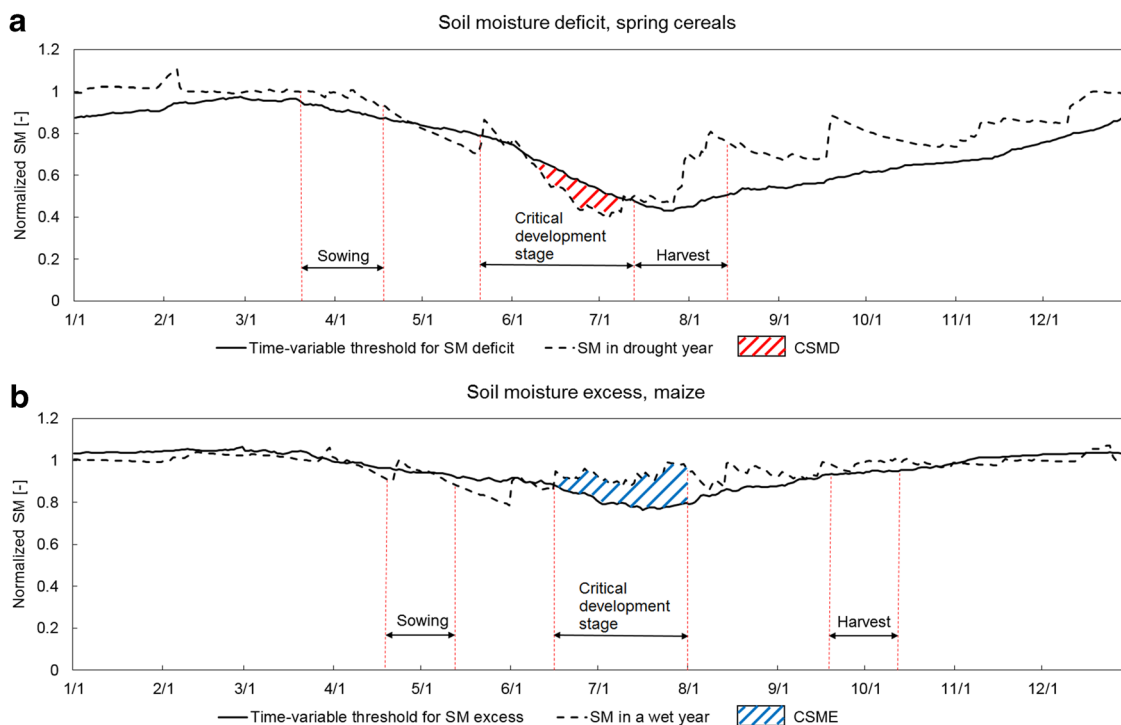 a
Soil moisture deficit, spring cereals
1.2
1
0.8
0.6
0.4
0.2
0
Normalized SM [-]
Sowing
Critical
development
stage
Harvest
1/1 2/1 3/1 4/1 5/1 6/1 7/1 8/1 9/1 10/1 11/1 12/1
Time-variable threshold for SM deficit SM in drought year CSMD
b
Soil moisture excess, maize
1.2
1
0.8
0.6
0.4
0.2
0
Normalized SM [-]
Sowing
Critical
development
stage
Harvest
1/1 2/1 3/1 4/1 5/1 6/1 7/1 8/1 9/1 10/1 11/1 12/1
Time-variable threshold for SM excess SM in a wet year CSME